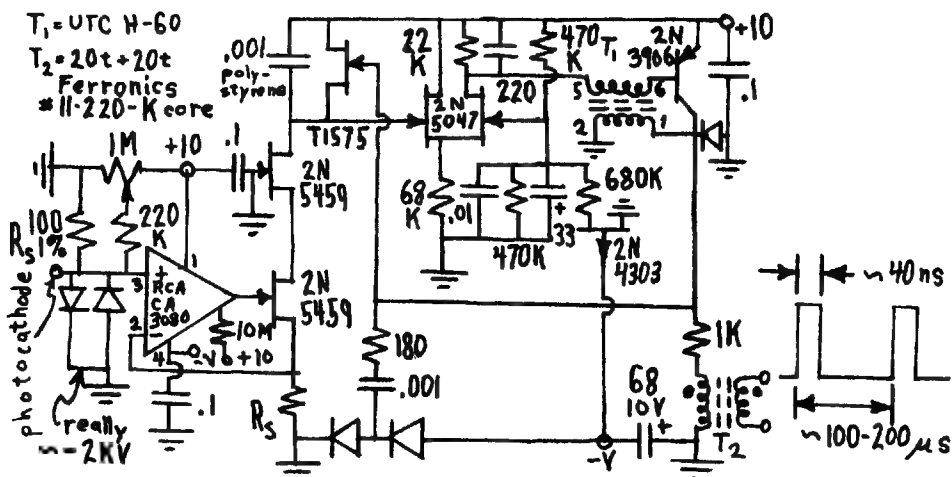 T₁ = UTC H-60
T₂ = 20t + 20t
Ferronics
#11-220-K core
.001
poly-
styrene
TI575
22
K
2N
5047
220
470
K
T₁
5
6
2
1
2N
3906
+10
.1
1M
+10
.1
2N
5459
68
K
.01
470K
33
+
680K
2N
4303
100
1%
Rs
220
K
3
+
2
-
1
4
RCA
CA
3080
10M
-V
+10
.1
2N
5459
Rs
180
.001
photocathode
really
~-2KV
1K
68
10V
+
-V
T₂
~40ns
~100-200μs